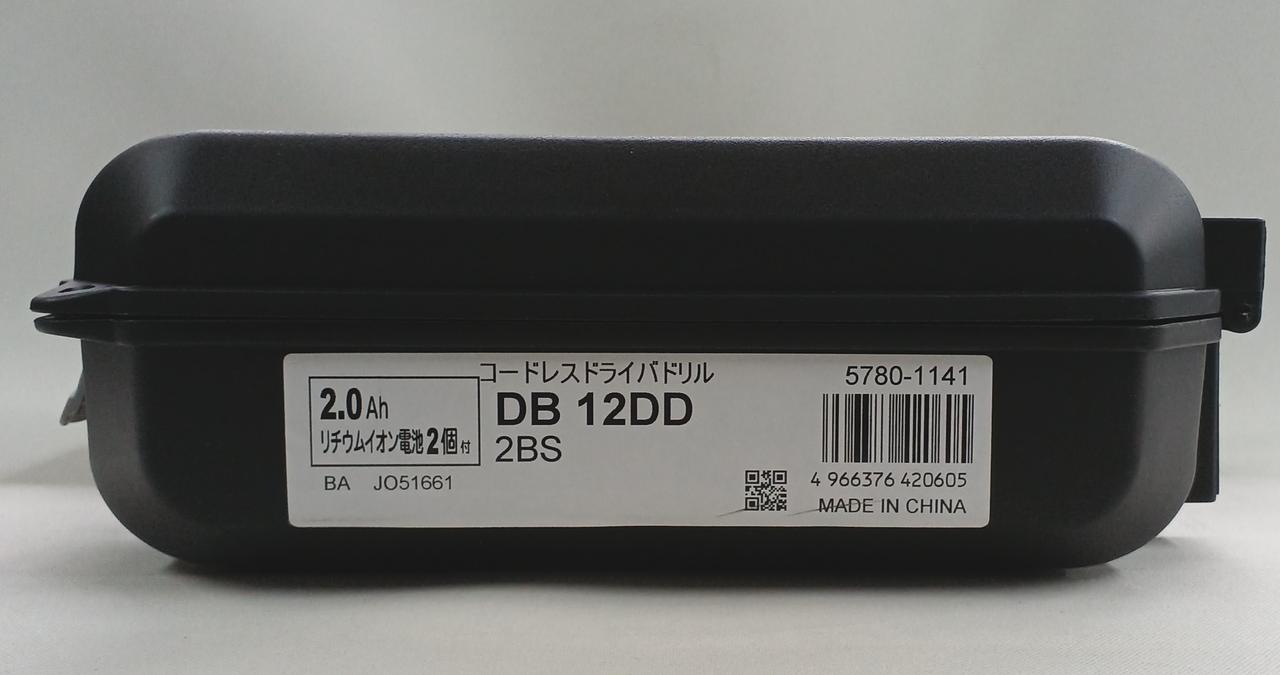 コードレスドライバドリル
2.0Ah
リチウムイオン電池2個付
DB 12DD
2BS
BA JO51661
5780-1141
4 966376 420605
MADE IN CHINA